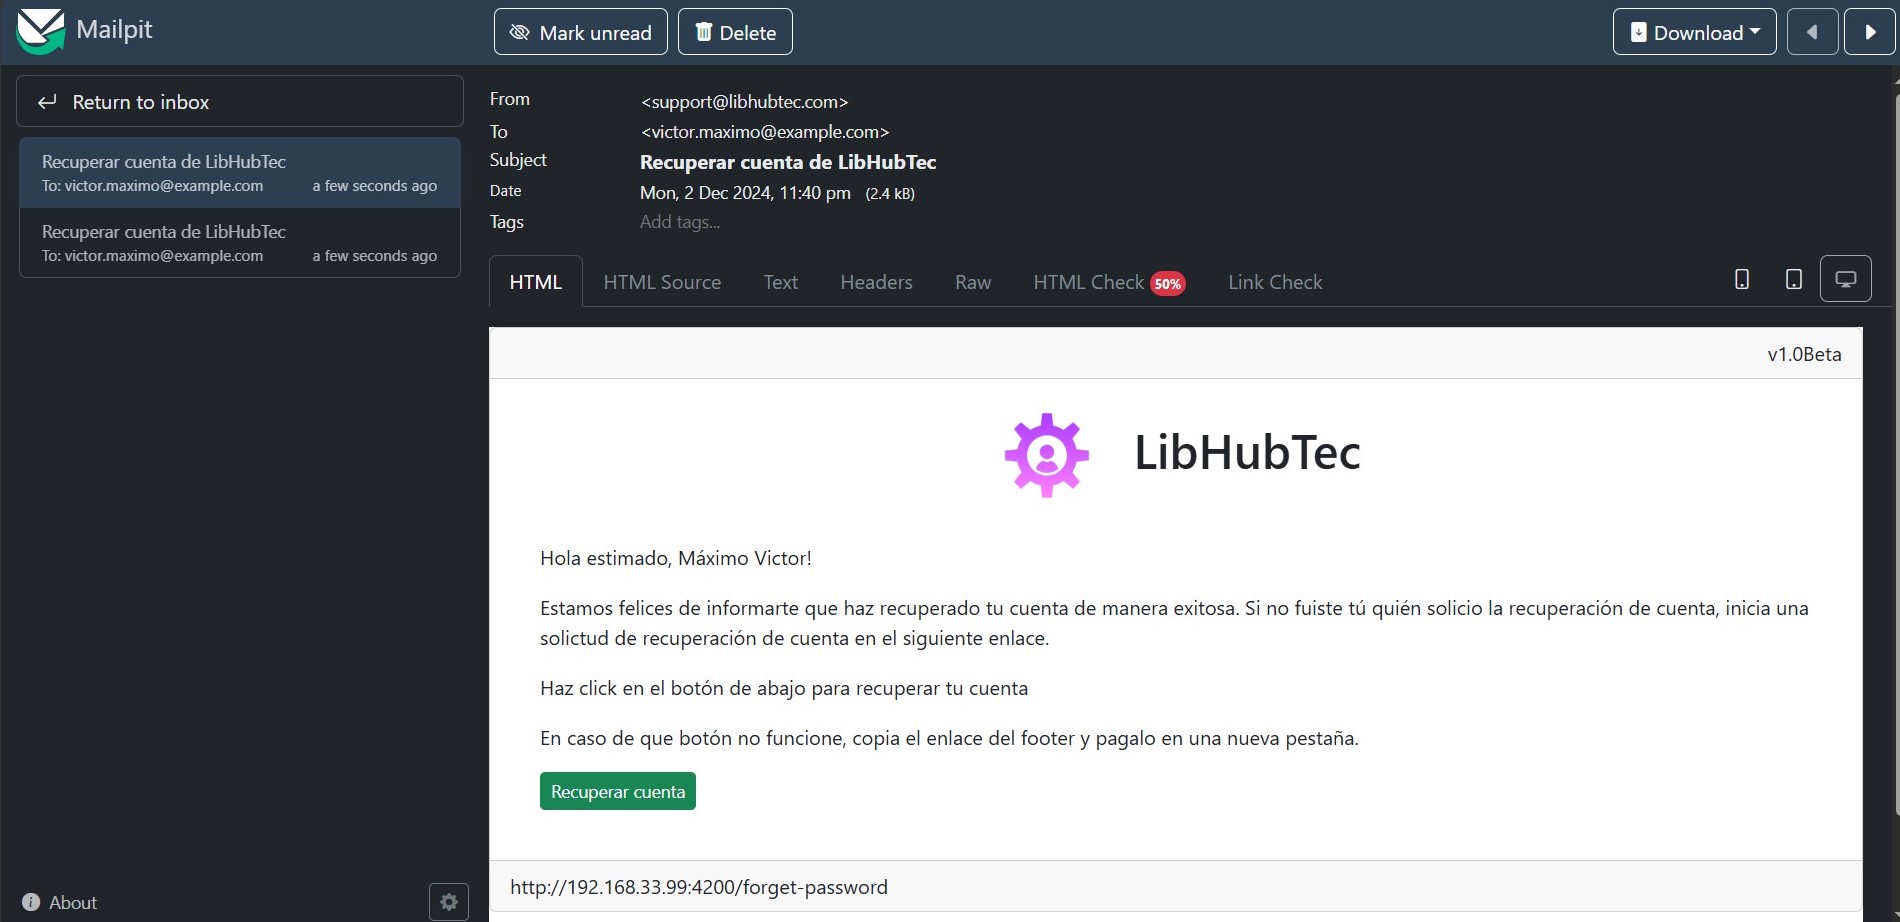 Mailpit
Mark unread
Delete
Download
Return to inbox
Recuperar cuenta de LibHubTec
To: victor.maximo@example.com a few seconds ago
Recuperar cuenta de LibHubTec
To: victor.maximo@example.com a few seconds ago
From <support@libhubtec.com>
To <victor.maximo@example.com>
Subject Recuperar cuenta de LibHubTec
Date Mon, 2 Dec 2024, 11:40 pm (2.4 kB)
Tags Add tags...
HTML HTML Source Text Headers Raw HTML Check 50% Link Check
v1.0Beta
LibHubTec
Hola estimado, Máximo Victor!
Estamos felices de informarte que haz recuperado tu cuenta de manera exitosa. Si no fuiste tú quién solicio la recuperación de cuenta, inicia una
solictud de recuperación de cuenta en el siguiente enlace.
Haz click en el botón de abajo para recuperar tu cuenta
En caso de que botón no funcione, copia el enlace del footer y pagalo en una nueva pestaña.
Recuperar cuenta
http://192.168.33.99:4200/forget-password
About